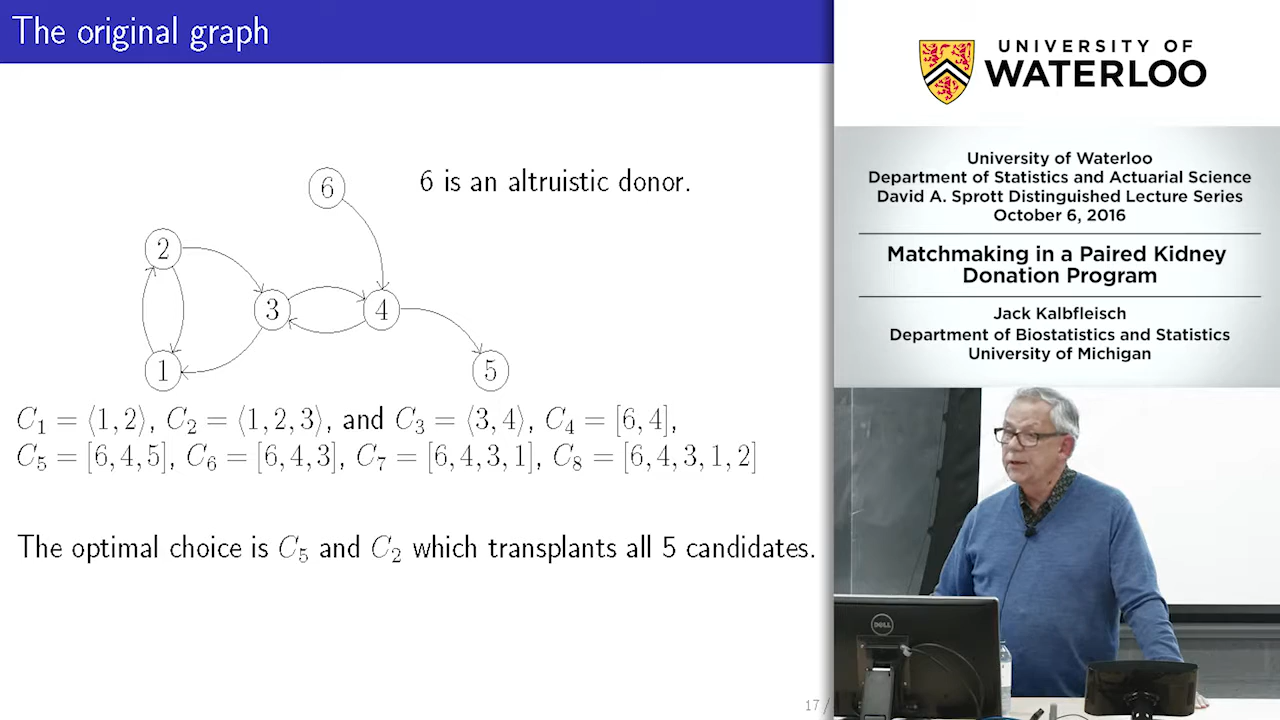 The original graph
6
6 is an altruistic donor.
2
3
4
1
5
C₁ = ⟨1, 2⟩, C₂ = ⟨1, 2, 3⟩, and C₃ = ⟨3, 4⟩, C₄ = [6, 4],
C₅ = [6, 4, 5], C₆ = [6, 4, 3], C₇ = [6, 4, 3, 1], C₈ = [6, 4, 3, 1, 2]
The optimal choice is C₅ and C₂ which transplants all 5 candidates.
17 /
UNIVERSITY OF
WATERLOO
University of Waterloo
Department of Statistics and Actuarial Science
David A. Sprott Distinguished Lecture Series
October 6, 2016
Matchmaking in a Paired Kidney
Donation Program
Jack Kalbfleisch
Department of Biostatistics and Statistics
University of Michigan
DELL